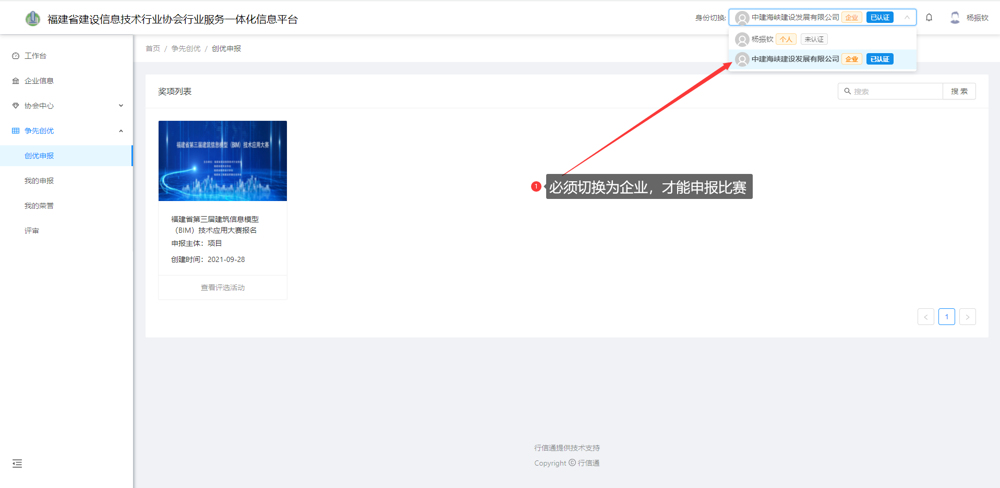 福建省建设信息技术行业协会行业服务一体化信息平台
身份切换:
中建海峡建设发展有限公司 企业 已认证
杨振钦
杨振钦 个人 未认证
中建海峡建设发展有限公司 企业 已认证
工作台
企业信息
协会中心
争先创优
创优申报
我的申报
我的荣誉
评审
首页 / 争先创优 / 创优申报
奖项列表
搜索
搜 索
福建省第三届建筑信息模型（BIM）技术应用大赛
福建省第三届建筑信息模型
（BIM）技术应用大赛报名
申报主体：项目
创建时间：2021-09-28
查看评选活动
1 必须切换为企业，才能申报比赛
< 1 >
行信通提供技术支持
Copyright © 行信通